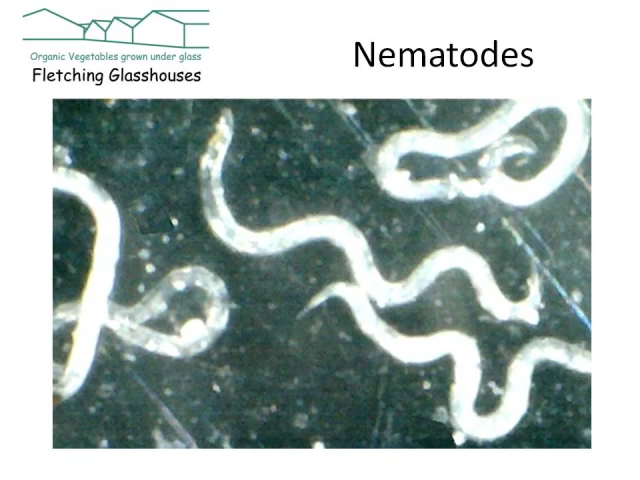 Organic Vegetables grown under glass
Fletching Glasshouses
Nematodes